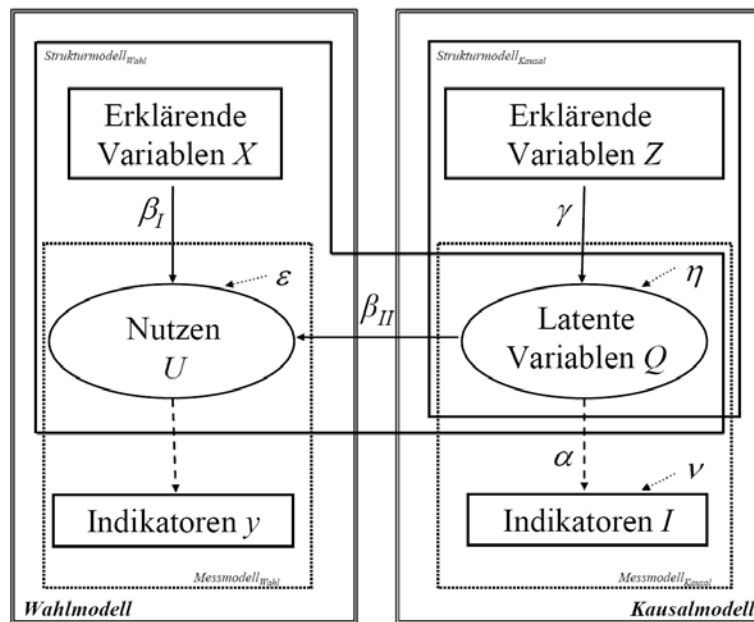 Strukturmodell_Wahl
Erklärende
Variablen X
β_I
ε
Nutzen
U
Indikatoren y
Messmodell_Wahl
Wahlmodell
β_II
Strukturmodell_Kausal
Erklärende
Variablen Z
γ
η
Latente
Variablen Q
α
ν
Indikatoren I
Messmodell_Kausal
Kausalmodell